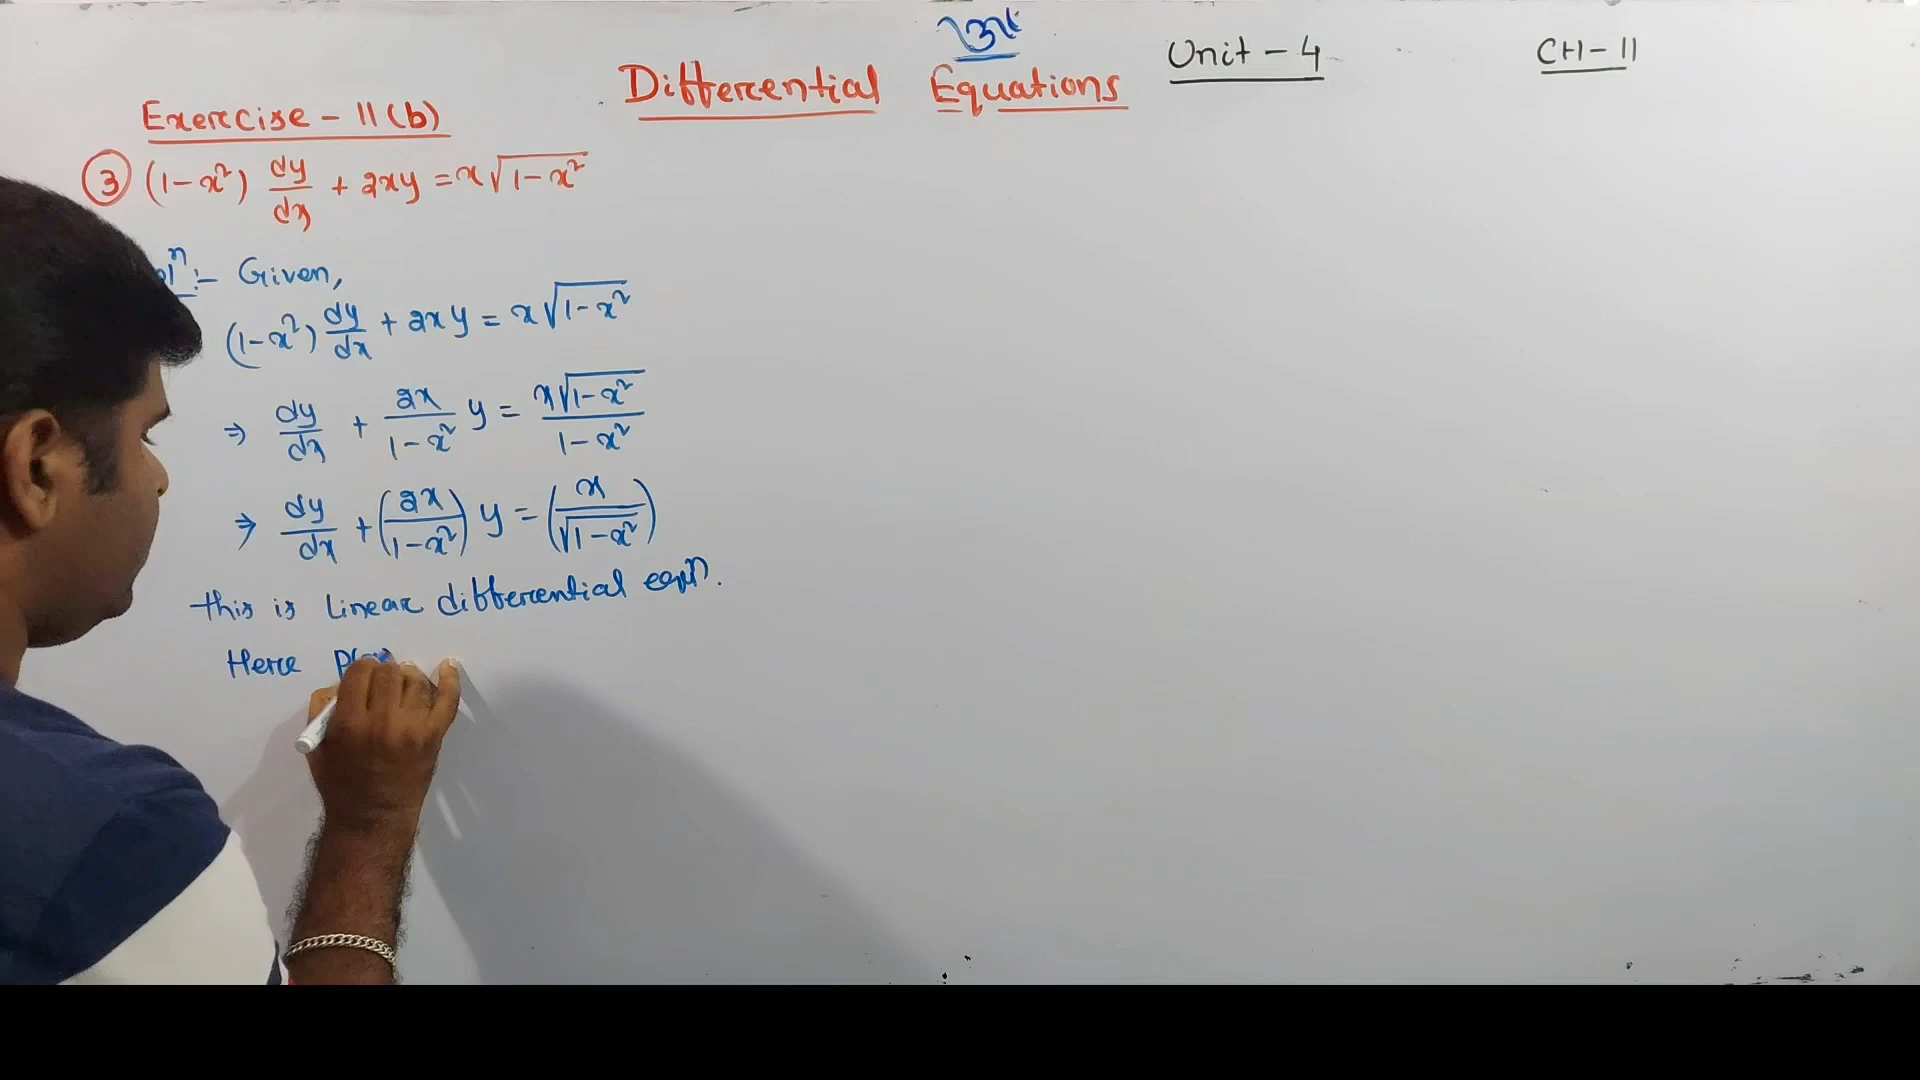 ଓଁ
Unit - 4
CH - 11
Differential Equations
Exercise - 11(b)
③ (1-x²) dy/dx + 2xy = x√(1-x²)
Given,
(1-x²) dy/dx + 2xy = x√(1-x²)
⇒ dy/dx + 2x/(1-x²) y = x√(1-x²)/(1-x²)
⇒ dy/dx + (2x/(1-x²)) y = (x/√(1-x²))
This is Linear differential eqn.
Here